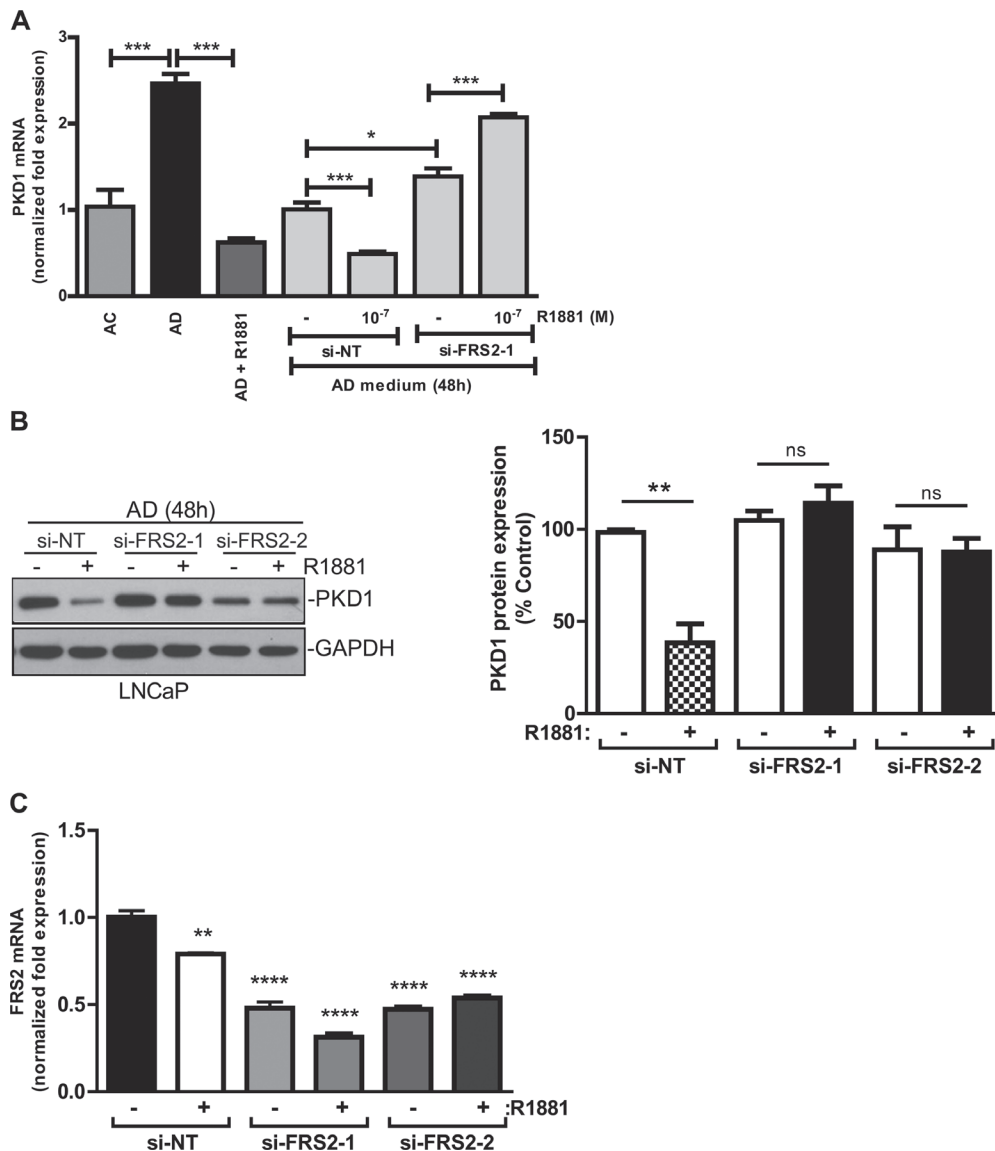 A
PKD1 mRNA
(normalized fold expression)
3
2
1
0
*** ***
***
*
***
AC
AD
AD + R1881
- 10-7 - 10-7 R1881 (M)
si-NT si-FRS2-1
AD medium (48h)
B
AD (48h)
si-NT si-FRS2-1 si-FRS2-2
- + - + - + R1881
-PKD1
-GAPDH
LNCaP
PKD1 protein expression
(% Control)
150
100
50
0
** ns ns
R1881: - + - + - +
si-NT si-FRS2-1 si-FRS2-2
C
FRS2 mRNA
(normalized fold expression)
1.5
1.0
0.5
0.0
** **** **** **** ****
- + - + - + :R1881
si-NT si-FRS2-1 si-FRS2-2